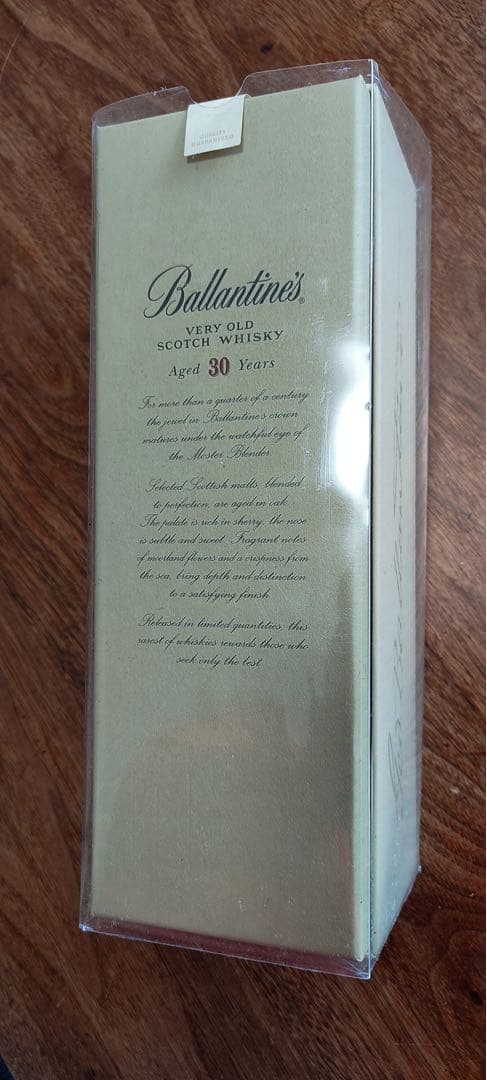 QUALITY
GUARANTEED
Ballantine's®
VERY OLD
SCOTCH WHISKY
Aged 30 Years
For more than a quarter of a century
the jewel in Ballantine's crown
matures under the watchful eye of
the Master Blender.
Selected Scottish malts, blended
to perfection, are aged in oak.
The palate is rich in sherry, the nose
is subtle and sweet. Fragrant notes
of moorland flowers and a crispness from
the sea, bring depth and distinction
to a satisfying finish.
Released in limited quantities, this
rarest of whiskies rewards those who
seek only the best.